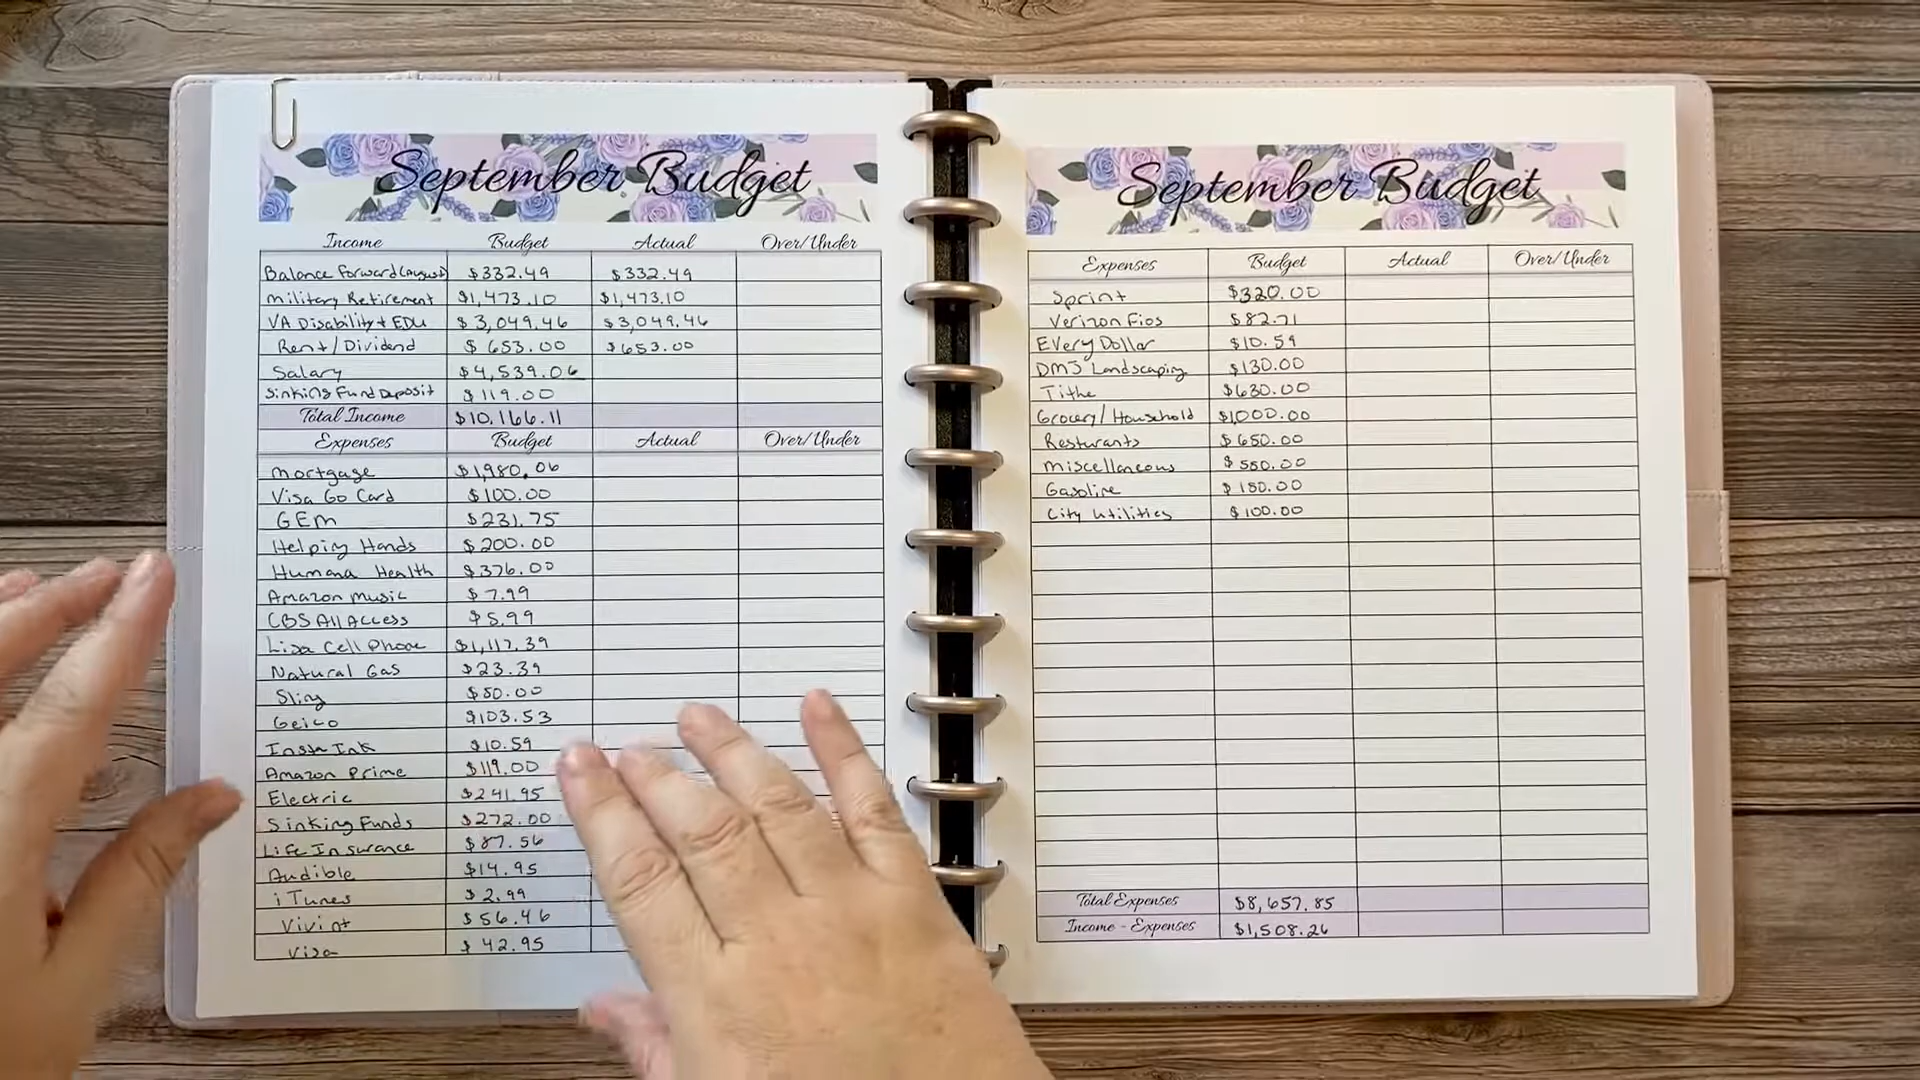 September Budget
Income Budget Actual Over/Under
Balance Forward (August) $332.49 $332.49
Military Retirement $1,473.10 $1,473.10
VA Disability + EDU $3,049.46 $3,049.46
Rent/Dividend $653.00 $653.00
Salary $4,539.06
Sinking Fund Deposit $119.00
Total Income $10,166.11
Expenses Budget Actual Over/Under
Mortgage $1,980.06
Visa Go Card $100.00
GEM $231.75
Helping Hands $200.00
Humana Health $376.00
Amazon Music $7.99
CBS All Access $5.99
Lisa Cell Phone $1,117.39
Natural Gas $23.39
Sling $50.00
Geico $103.53
Insta Ink $10.59
Amazon Prime $119.00
Electric $241.95
Sinking Funds $272.00
Life Insurance $87.56
Audible $14.95
iTunes $2.99
Vivint $56.46
Visa $42.95
September Budget
Expenses Budget Actual Over/Under
Sprint $320.00
Verizon Fios $82.71
Every Dollar $10.59
DMJ Landscaping $130.00
Tithe $630.00
Grocery/Household $1000.00
Resturants $650.00
Miscellaneous $550.00
Gasoline $150.00
City Utilities $100.00
Total Expenses $8,657.85
Income - Expenses $1,508.26